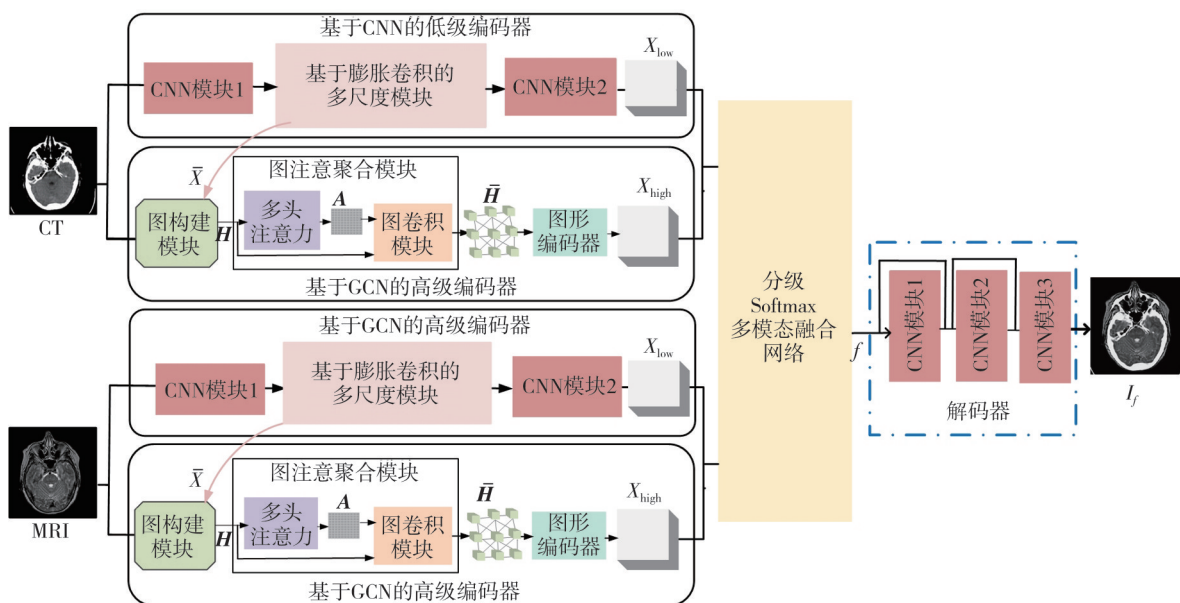 基于CNN的低级编码器
CNN模块1
基于膨胀卷积的
多尺度模块
CNN模块2
X_low
CT
X̄
图构建
模块
H
图注意聚合模块
多头
注意力
A
图卷积
模块
H̄
图形
编码器
X_high
基于GCN的高级编码器
基于GCN的高级编码器
CNN模块1
基于膨胀卷积的
多尺度模块
CNN模块2
X_low
MRI
X̄
图构建
模块
H
图注意聚合模块
多头
注意力
A
图卷积
模块
H̄
图形
编码器
X_high
基于GCN的高级编码器
分级
Softmax
多模态融合
网络
f
CNN模块1
CNN模块2
CNN模块3
解码器
I_f